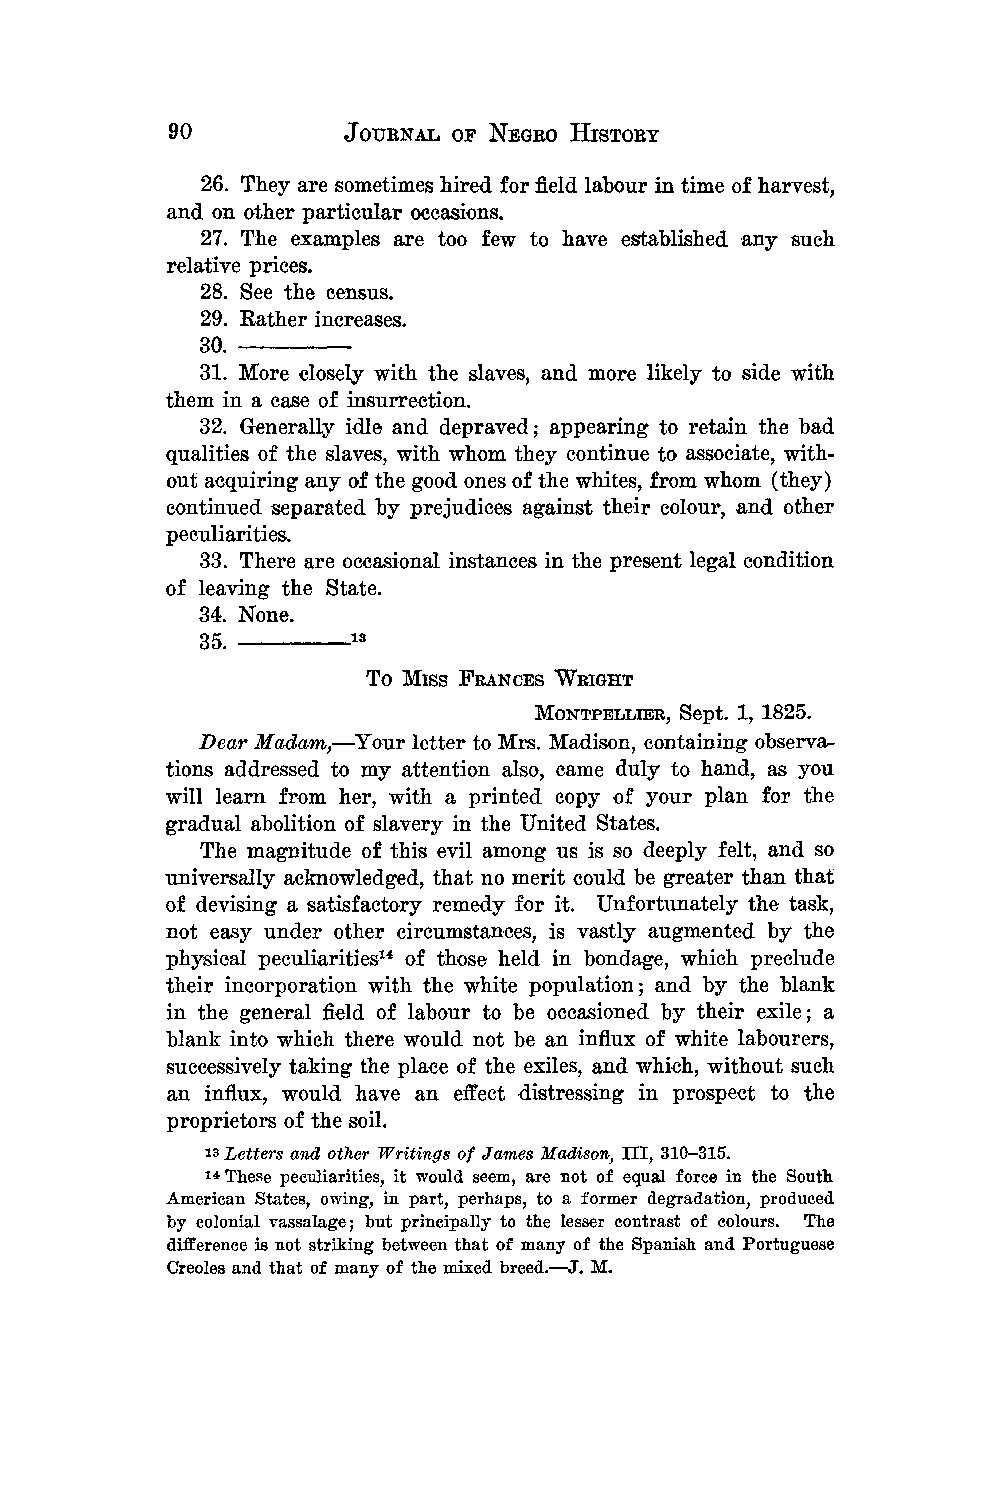 90 JOURNAL OF NEGRO HISTORY
26. They are sometimes hired for field labour in time of harvest,
and on other particular occasions.
27. The examples are too few to have established any such
relative prices.
28. See the census.
29. Rather increases.
30. ————
31. More closely with the slaves, and more likely to side with
them in a case of insurrection.
32. Generally idle and depraved; appearing to retain the bad
qualities of the slaves, with whom they continue to associate, with-
out acquiring any of the good ones of the whites, from whom (they)
continued separated by prejudices against their colour, and other
peculiarities.
33. There are occasional instances in the present legal condition
of leaving the State.
34. None.
35. ————¹³
TO MISS FRANCES WRIGHT
MONTPELLIER, Sept. 1, 1825.
Dear Madam,—Your letter to Mrs. Madison, containing observa-
tions addressed to my attention also, came duly to hand, as you
will learn from her, with a printed copy of your plan for the
gradual abolition of slavery in the United States.
The magnitude of this evil among us is so deeply felt, and so
universally acknowledged, that no merit could be greater than that
of devising a satisfactory remedy for it. Unfortunately the task,
not easy under other circumstances, is vastly augmented by the
physical peculiarities¹⁴ of those held in bondage, which preclude
their incorporation with the white population; and by the blank
in the general field of labour to be occasioned by their exile; a
blank into which there would not be an influx of white labourers,
successively taking the place of the exiles, and which, without such
an influx, would have an effect distressing in prospect to the
proprietors of the soil.
¹³ Letters and other Writings of James Madison, III, 310–315.
¹⁴ These peculiarities, it would seem, are not of equal force in the South
American States, owing, in part, perhaps, to a former degradation, produced
by colonial vassalage; but principally to the lesser contrast of colours. The
difference is not striking between that of many of the Spanish and Portuguese
Creoles and that of many of the mixed breed.—J. M.